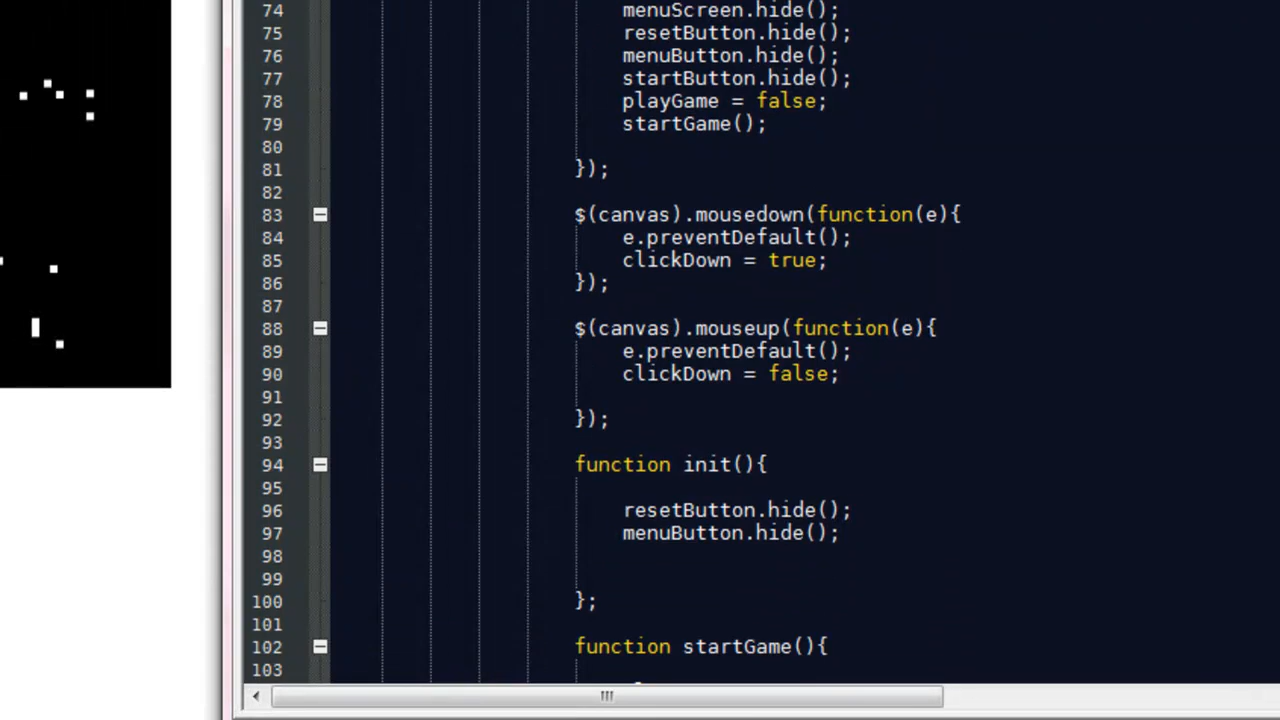 74 menuScreen.hide();
75 resetButton.hide();
76 menuButton.hide();
77 startButton.hide();
78 playGame = false;
79 startGame();
80
81 });
82
83 $(canvas).mousedown(function(e){
84 e.preventDefault();
85 clickDown = true;
86 });
87
88 $(canvas).mouseup(function(e){
89 e.preventDefault();
90 clickDown = false;
91
92 });
93
94 function init(){
95
96 resetButton.hide();
97 menuButton.hide();
98
99
100 };
101
102 function startGame(){
103